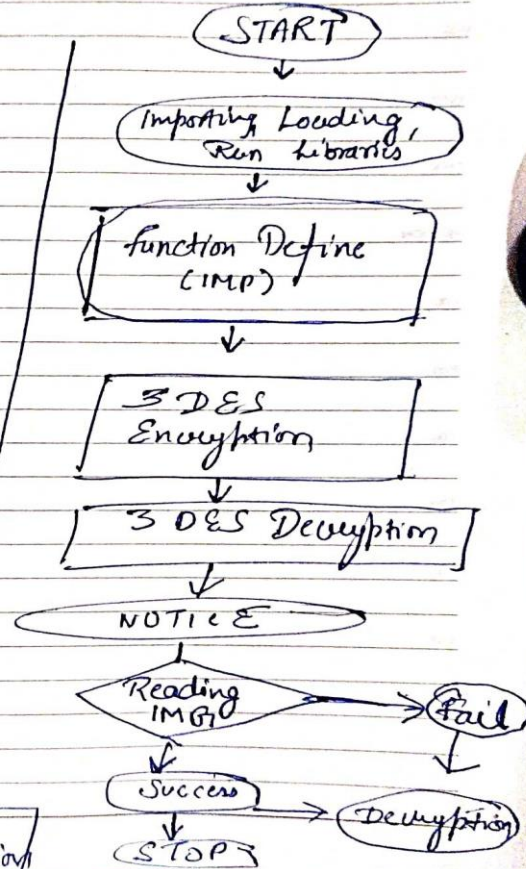 START
Importing, Loading,
Run Libraries
function Define
(IMP)
3 DES
Encryption
3 DES Decryption
NOTICE
Reading
IMG
Fail
Success
Decryption
STOP